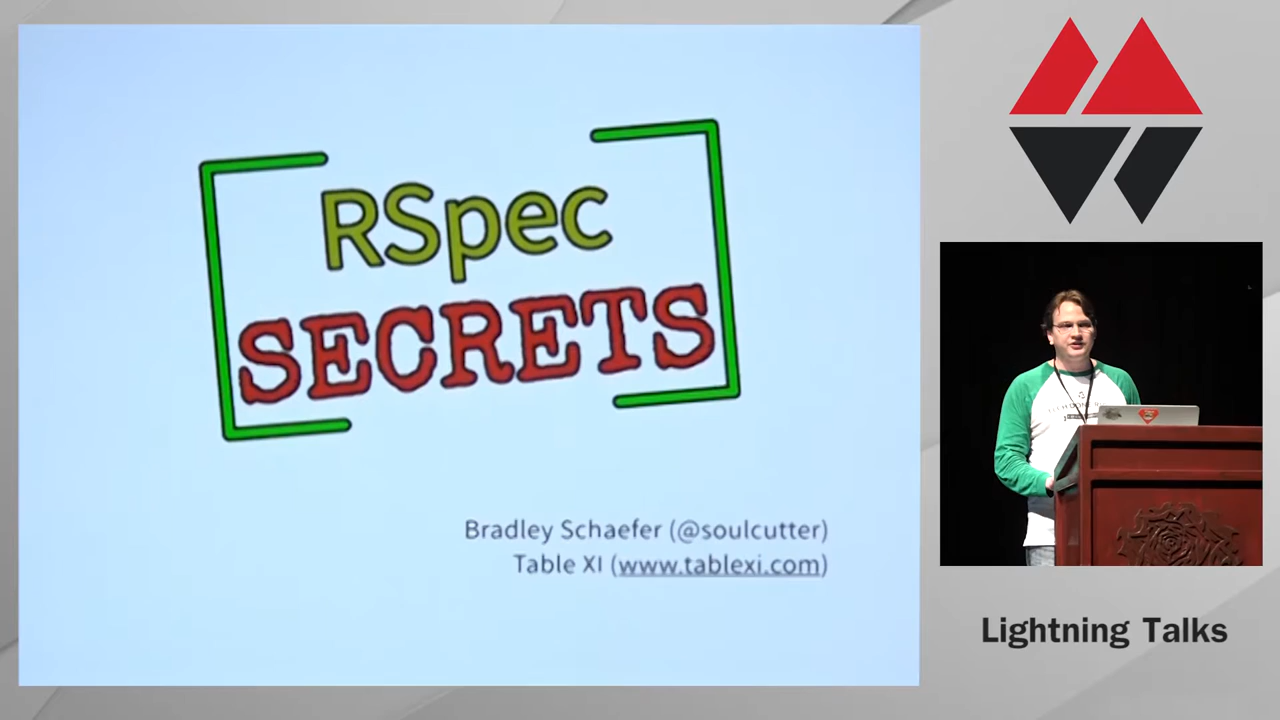 RSpec
SECRETS
Bradley Schaefer (@soulcutter)
Table XI (www.tablexi.com)
Lightning Talks